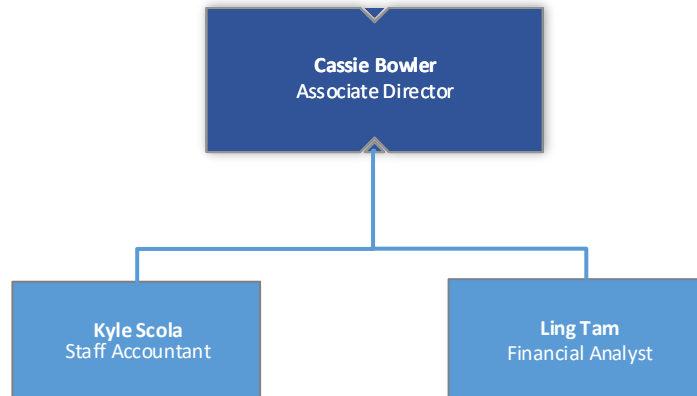 Cassie Bowler
Associate Director
Kyle Scola
Staff Accountant
Ling Tam
Financial Analyst